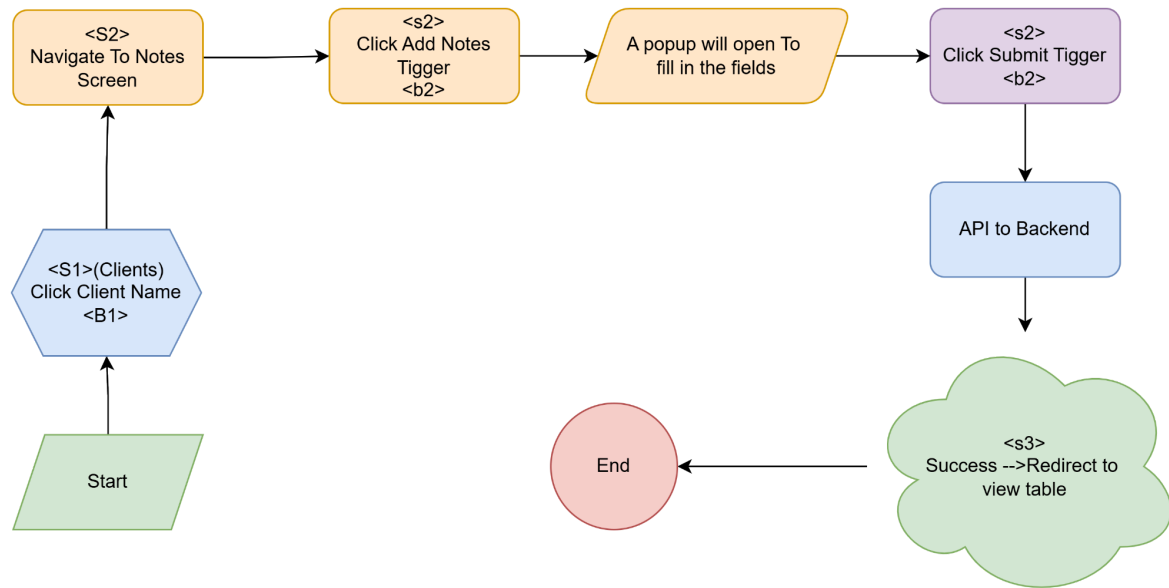 <S2>
Navigate To Notes
Screen
<s2>
Click Add Notes
Tigger
<b2>
A popup will open To
fill in the fields
<s2>
Click Submit Tigger
<b2>
API to Backend
<S1>(Clients)
Click Client Name
<B1>
Start
End
<s3>
Success -->Redirect to
view table